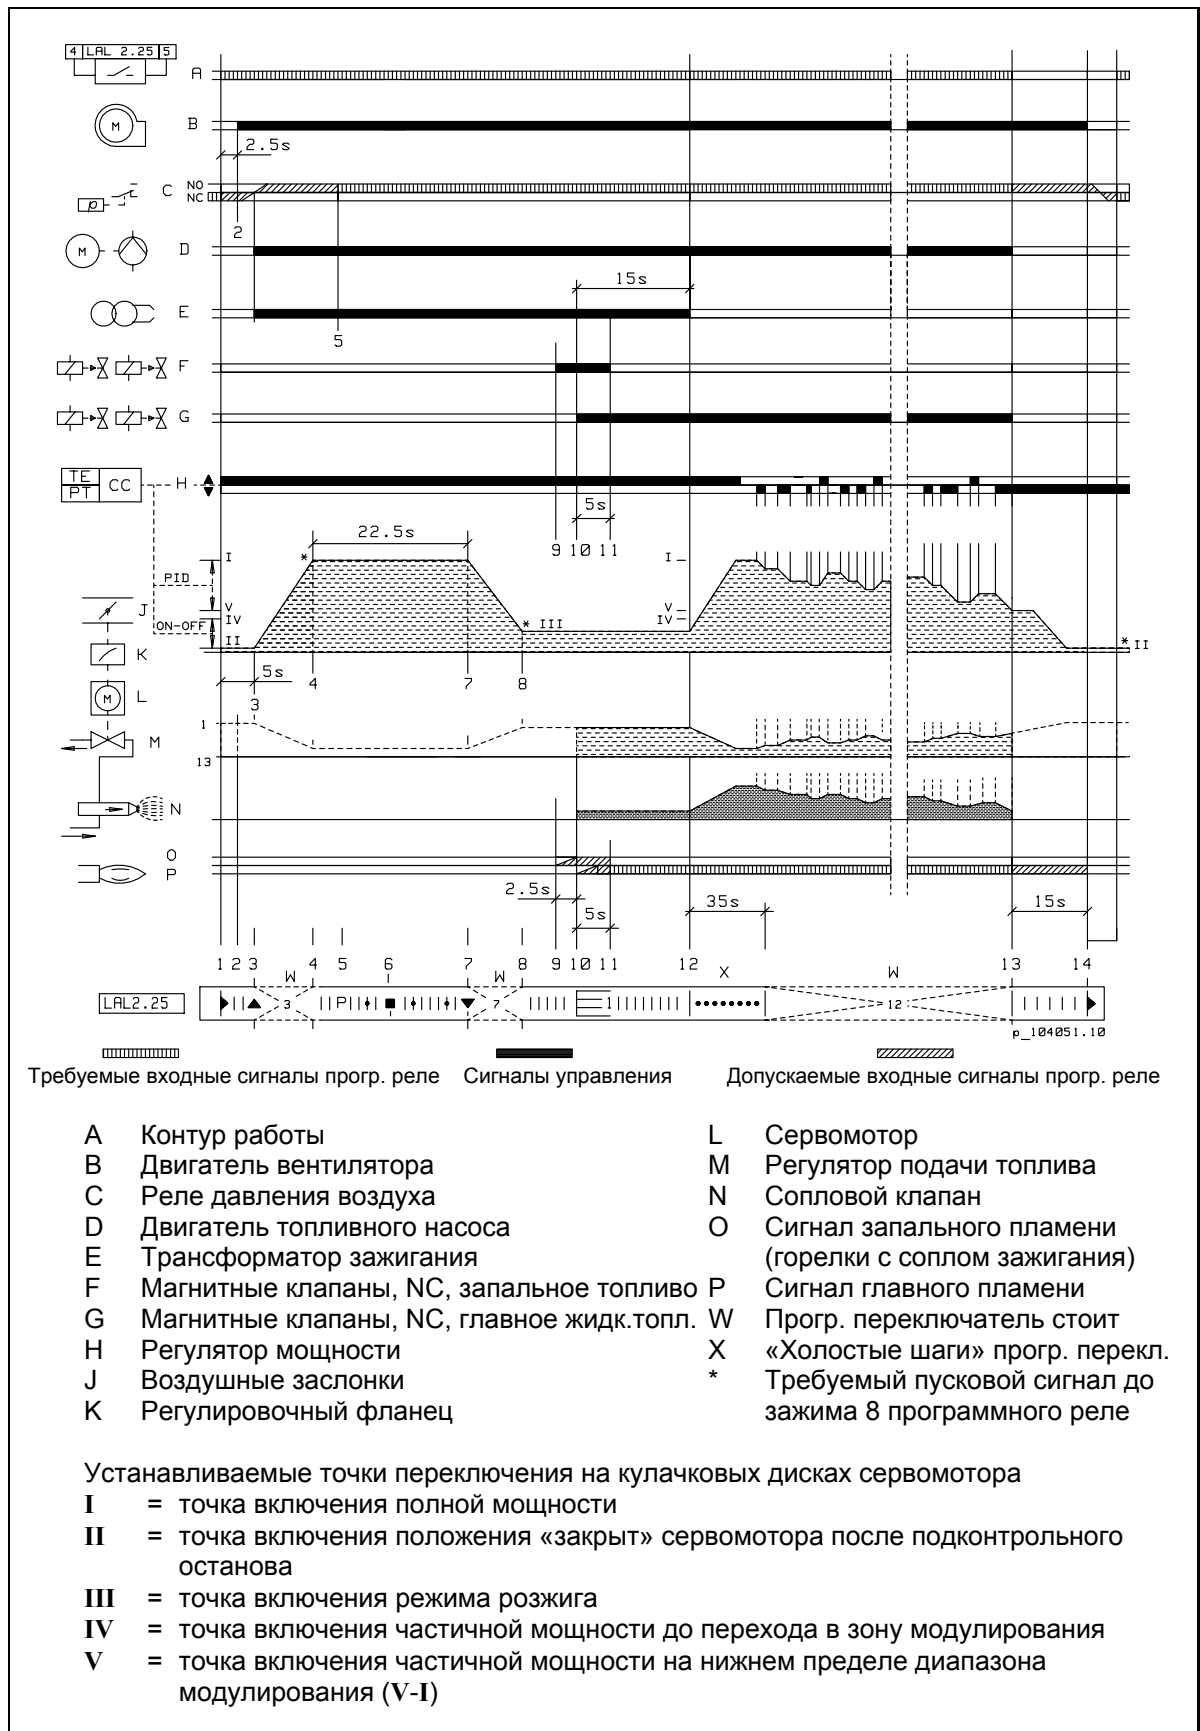 4 LAL 2.25 5
A
M
B
2.5s
C NO
NC
p
2
M
D
15s
E
5
F
G
TE
PT
CC
H
5s
22.5s
9 10 11
I
*
I
PID
V
IV
V
IV
J
ON-OFF
* III
II
* II
K
5s
4
7
8
3
M
L
1
M
13
N
O
P
2.5s
5s
35s
15s
1 2 3 4 5 6 7 8 9 10 11 12 13 14
W
W
X
W
LAL2.25
3
P
7
1
12
p_104051.10
Требуемые входные сигналы прогр. реле
Сигналы управления
Допускаемые входные сигналы прогр. реле
A Контур работы
B Двигатель вентилятора
C Реле давления воздуха
D Двигатель топливного насоса
E Трансформатор зажигания
F Магнитные клапаны, NC, запальное топливо
G Магнитные клапаны, NC, главное жидк.топл.
H Регулятор мощности
J Воздушные заслонки
K Регулировочный фланец
L Сервомотор
M Регулятор подачи топлива
N Сопловой клапан
O Сигнал запального пламени
(горелки с соплом зажигания)
P Сигнал главного пламени
W Прогр. переключатель стоит
X «Холостые шаги» прогр. перекл.
* Требуемый пусковой сигнал до
зажима 8 программного реле
Устанавливаемые точки переключения на кулачковых дисках сервомотора
I = точка включения полной мощности
II = точка включения положения «закрыт» сервомотора после подконтрольного
останова
III = точка включения режима розжига
IV = точка включения частичной мощности до перехода в зону модулирования
V = точка включения частичной мощности на нижнем пределе диапазона
модулирования (V-I)